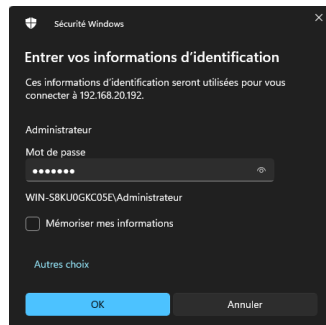 Sécurité Windows
Entrer vos informations d'identification
Ces informations d'identification seront utilisées pour vous
connecter à 192.168.20.192.
Administrateur
Mot de passe
•••••••
WIN-S8KU0GKC05E\Administrateur
Mémoriser mes informations
Autres choix
OK
Annuler